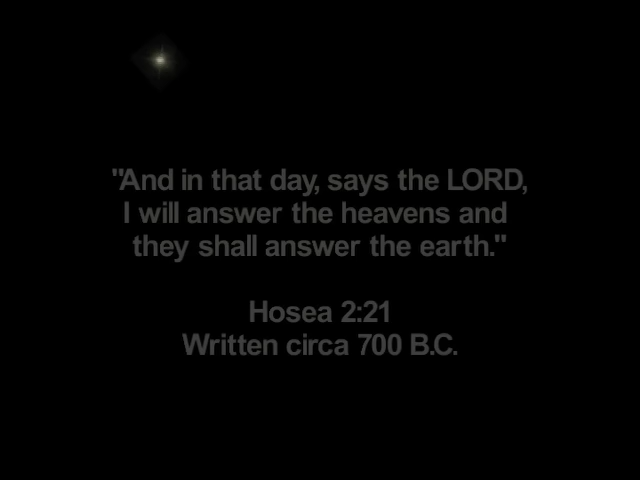 "And in that day, says the LORD,
I will answer the heavens and
they shall answer the earth."
Hosea 2:21
Written circa 700 B.C.